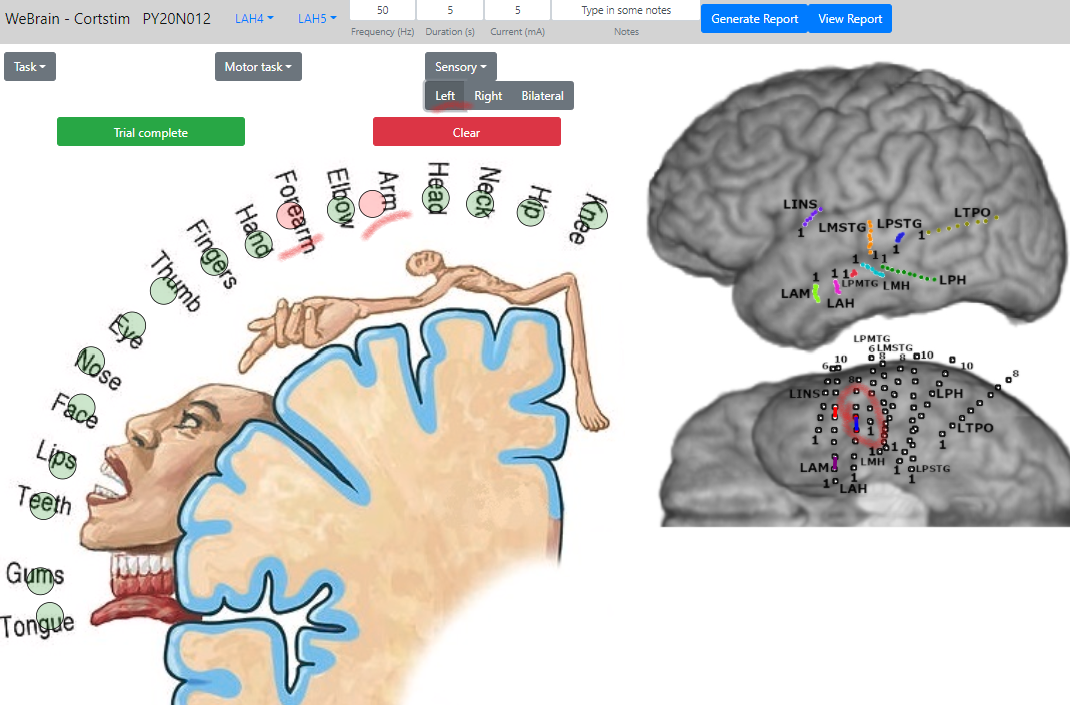 WeBrain - Cortstim PY20N012 LAH4 LAH5 50 5 5 Type in some notes Generate Report View Report
Frequency (Hz) Duration (s) Current (mA) Notes
Task Motor task Sensory
Left Right Bilateral
Trial complete Clear
Forearm Elbow Arm Head Neck Hip Knee
Hand
Fingers
Thumb
Eye
Nose
Face
Lips
Teeth
Gums
Tongue
LINS LMSTG LPSTG LTPO
1 1 1
1 1 1
1 1 1 LPMTG LMH LPH
LAM LAH
LPMTG
6 LMSTG
6 10 8 8 10 10 8
8
LINS LPH
1 1 LTPO
1 1 1 1
LAM LMH 1 LPSTG
1 LAH 1 1